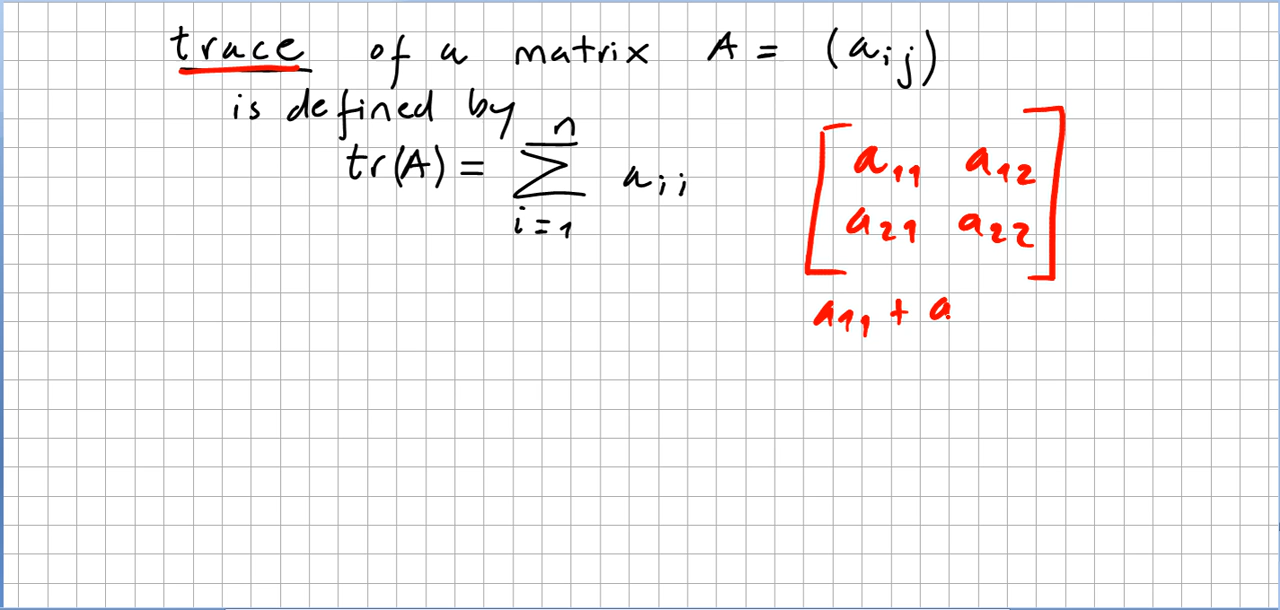 trace of a matrix A = (aij)
is defined by
n
tr(A) = ∑ aii
i = 1
a11 a12
a21 a22
a11 + a